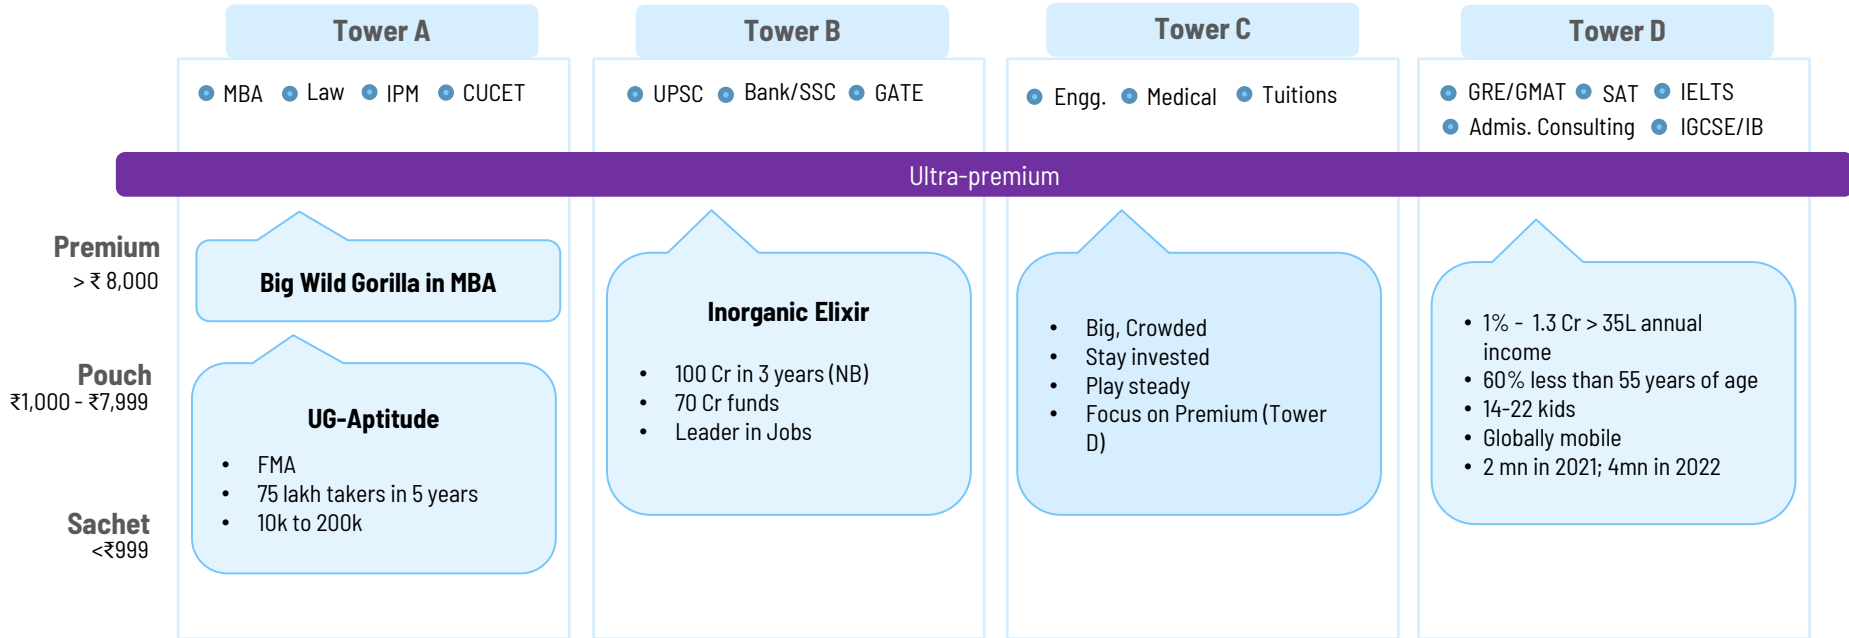 Tower A
Tower B
Tower C
Tower D
MBA
Law
IPM
CUCET
UPSC
Bank/SSC
GATE
Engg.
Medical
Tuitions
GRE/GMAT
SAT
IELTS
Admis. Consulting
IGCSE/IB
Ultra-premium
Premium
> ₹ 8,000
Pouch
₹1,000 - ₹7,999
Sachet
<₹999
Big Wild Gorilla in MBA
UG-Aptitude
• FMA
• 75 lakh takers in 5 years
• 10k to 200k
Inorganic Elixir
• 100 Cr in 3 years (NB)
• 70 Cr funds
• Leader in Jobs
• Big, Crowded
• Stay invested
• Play steady
• Focus on Premium (Tower
D)
• 1% - 1.3 Cr > 35L annual
income
• 60% less than 55 years of age
• 14-22 kids
• Globally mobile
• 2 mn in 2021; 4mn in 2022